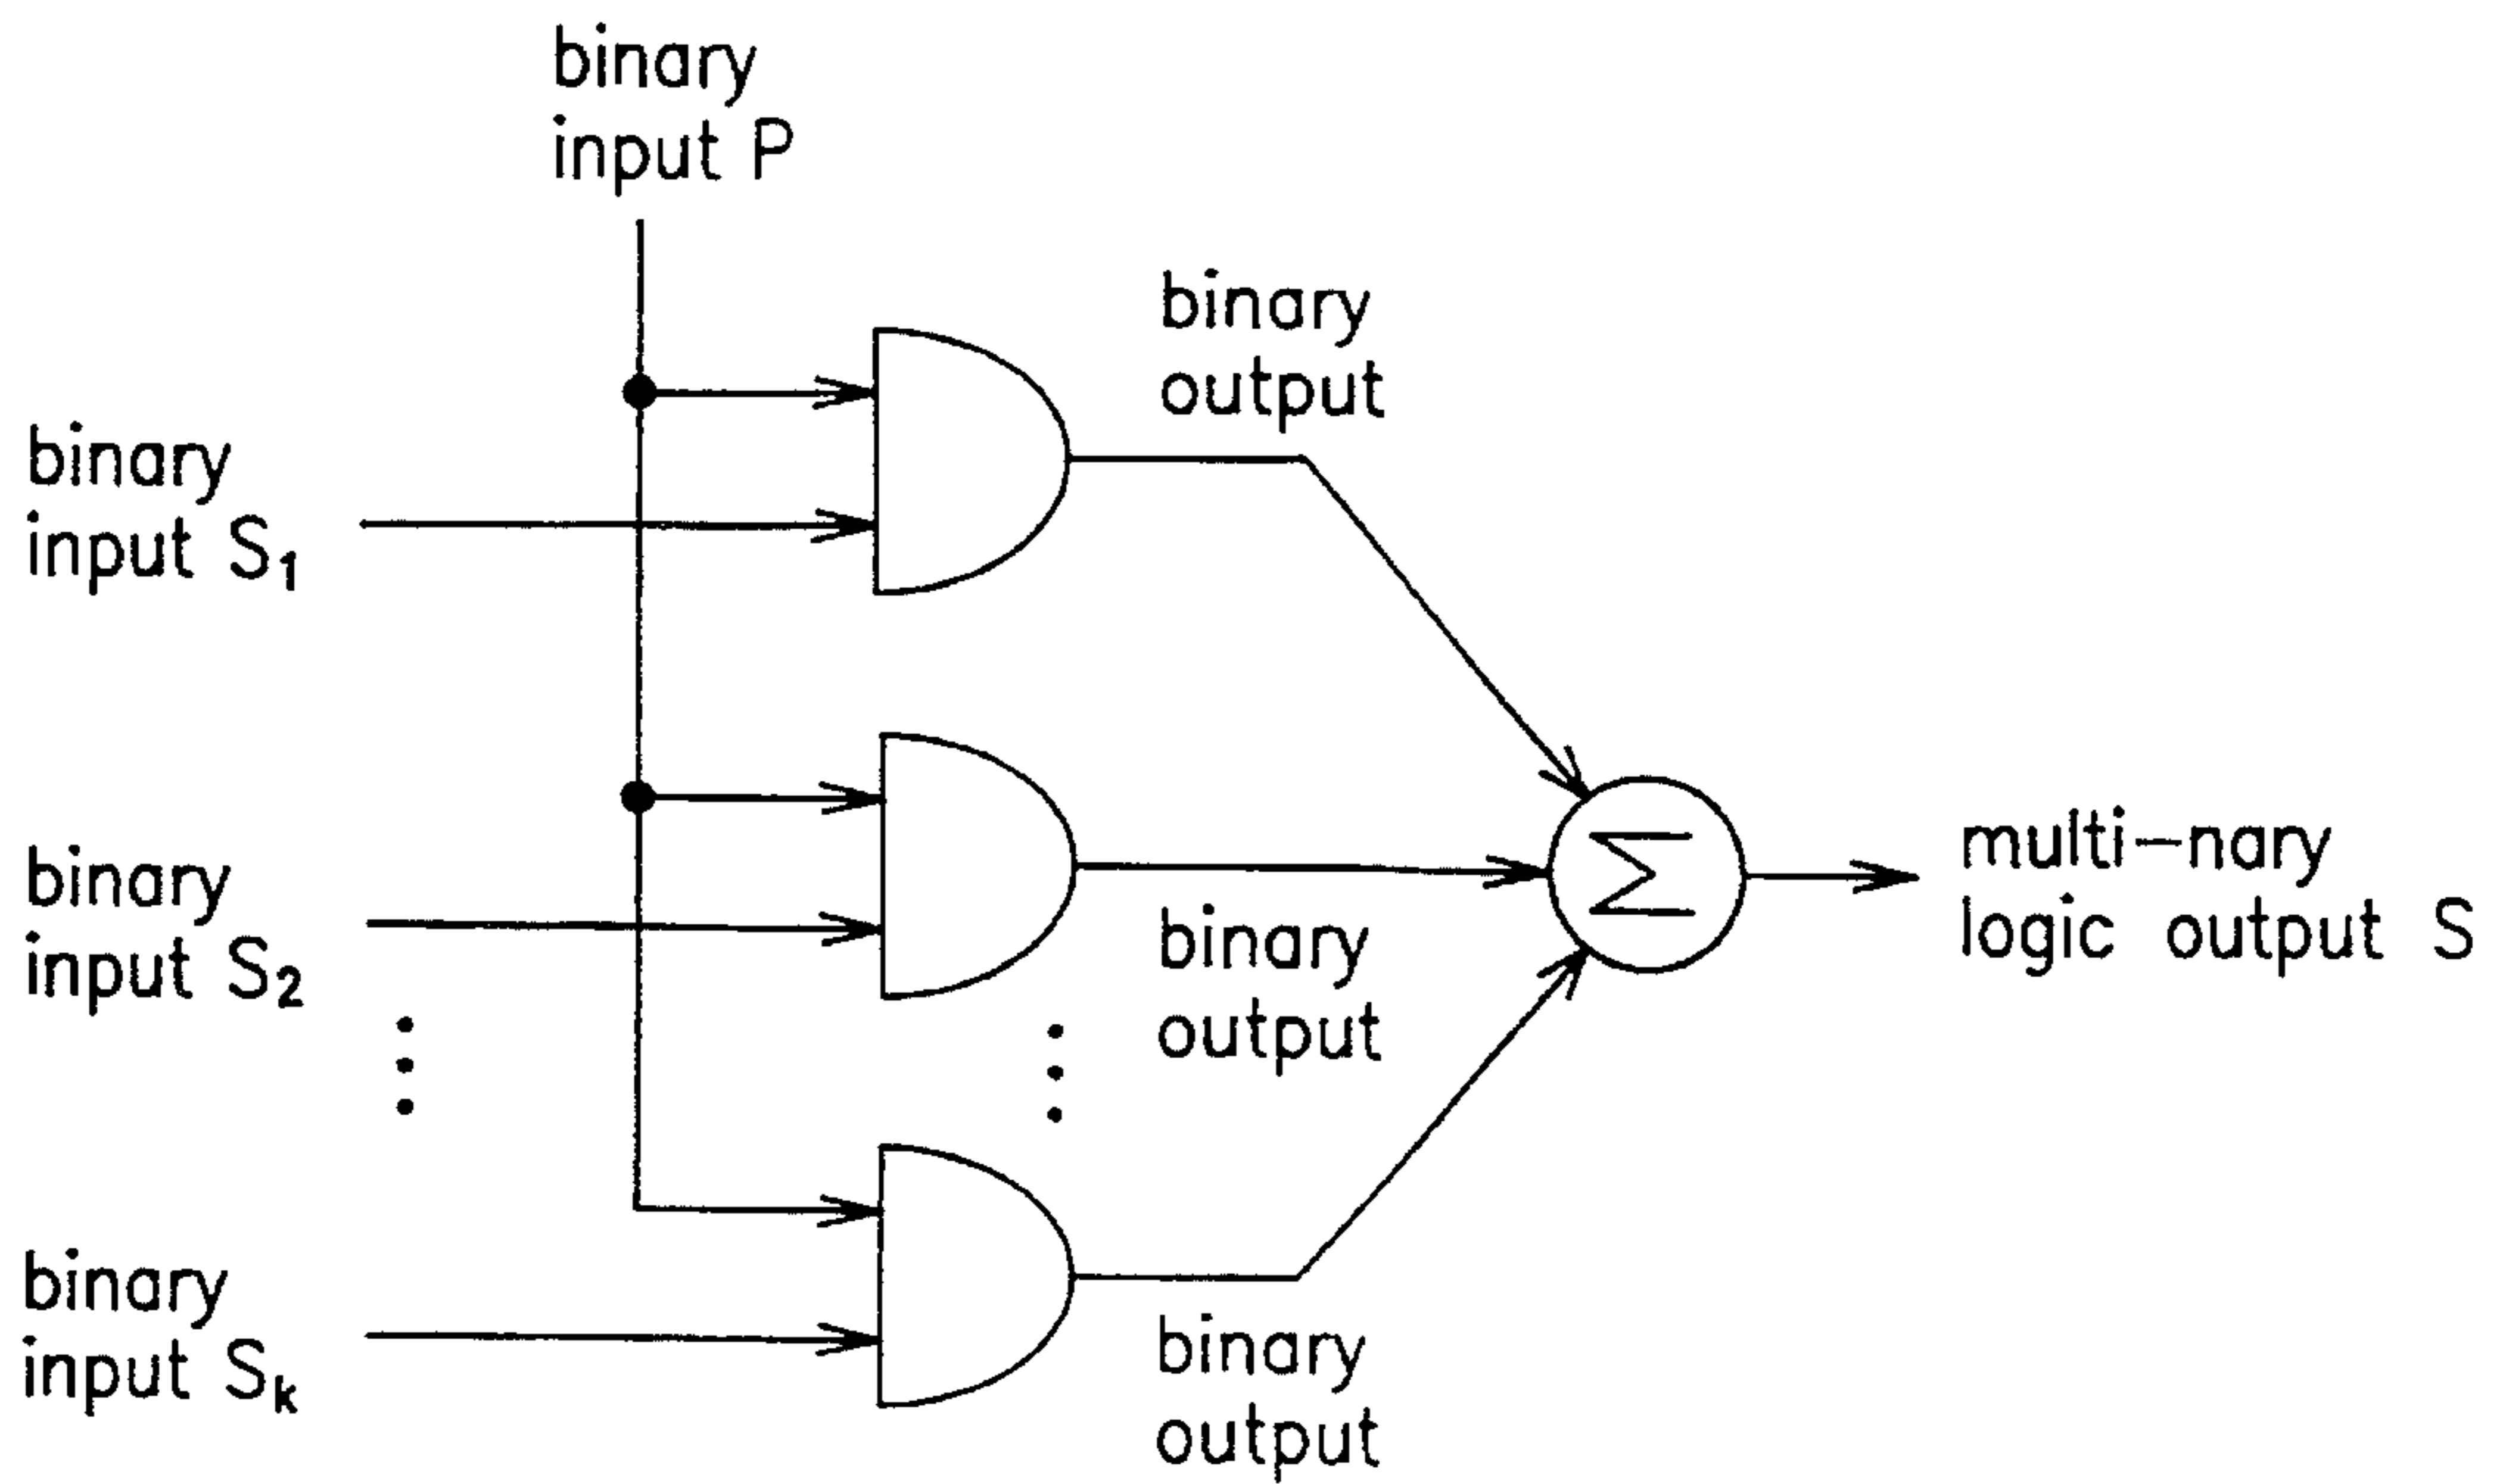 binary
input P
binary
output
binary
input S₁
Σ
multi-nary
logic output S
binary
input S₂
binary
output
binary
input Sₖ
binary
output